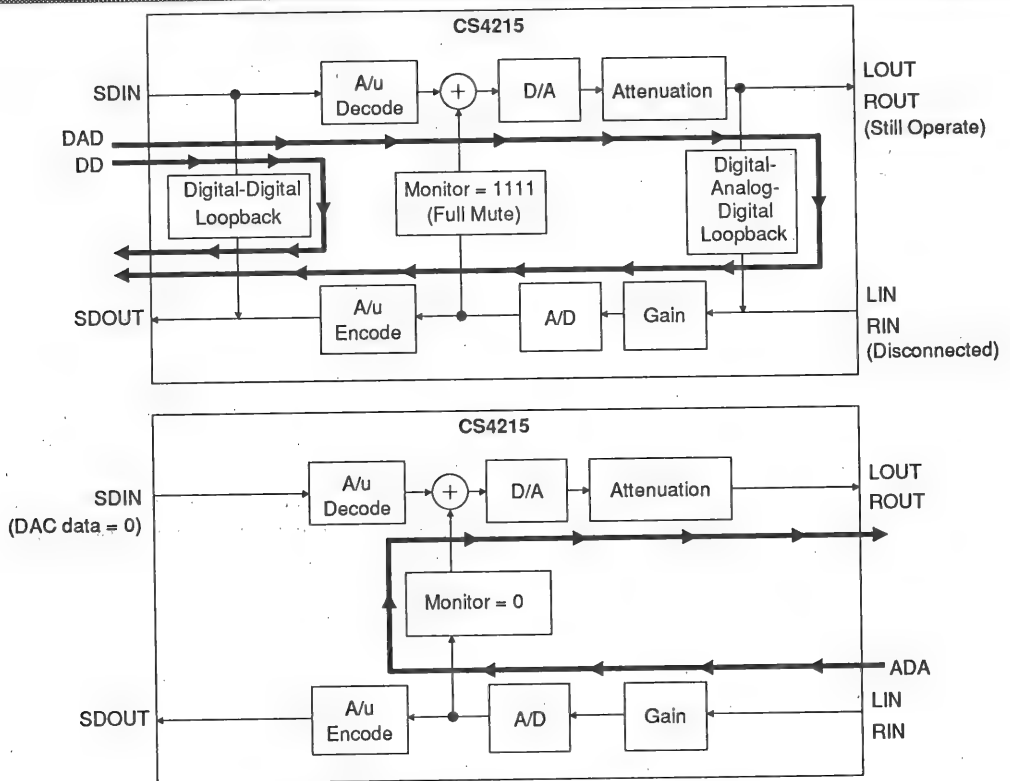 CS4215
SDIN
A/u
Decode
+
D/A
Attenuation
LOUT
ROUT
(Still Operate)
DAD
DD
Digital-Digital
Loopback
Monitor = 1111
(Full Mute)
Digital-
Analog-
Digital
Loopback
SDOUT
A/u
Encode
A/D
Gain
LIN
RIN
(Disconnected)
CS4215
SDIN
(DAC data = 0)
A/u
Decode
+
D/A
Attenuation
LOUT
ROUT
Monitor = 0
ADA
SDOUT
A/u
Encode
A/D
Gain
LIN
RIN